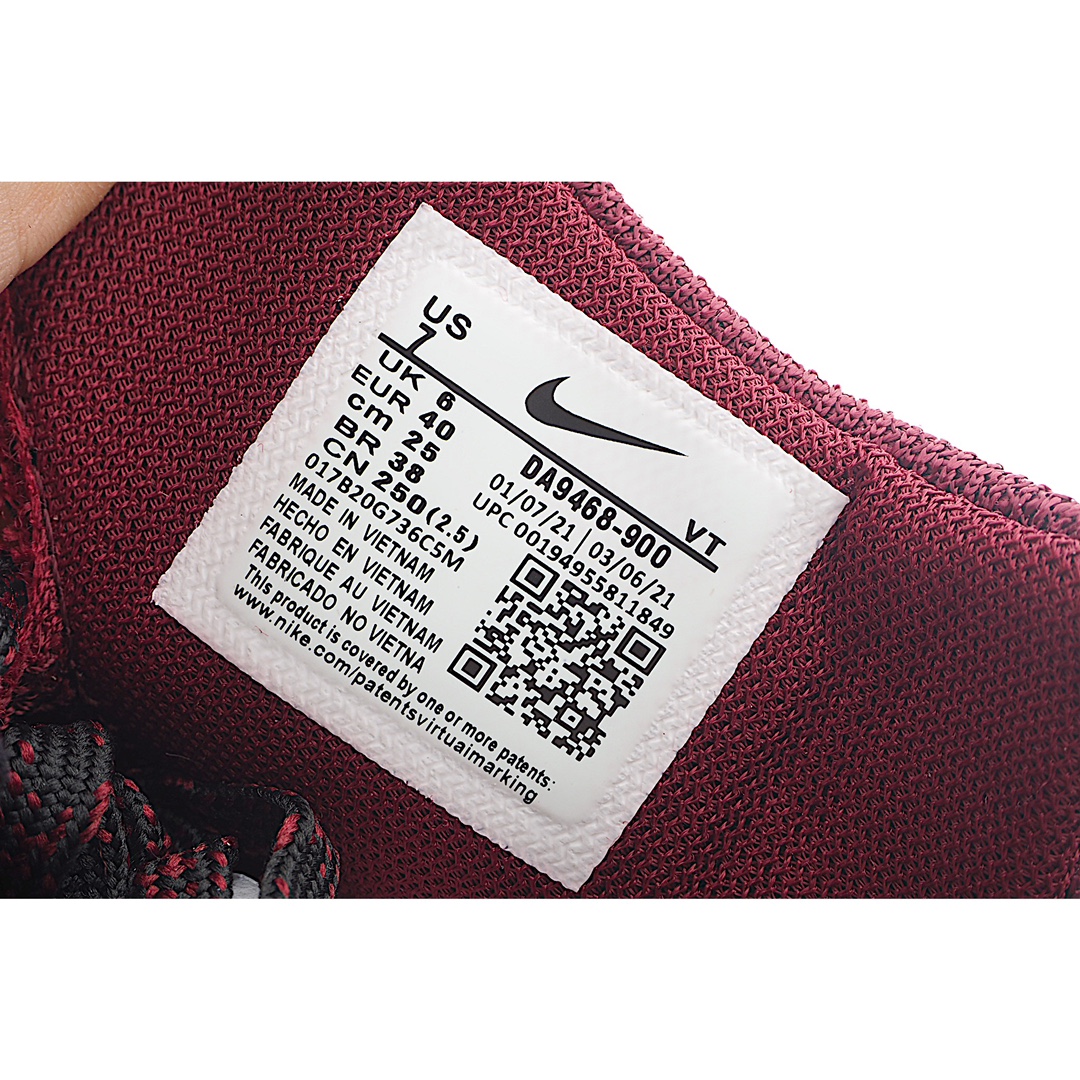 US
7
UK 6
EUR 40
cm 25
BR 38
CN 250(2.5)
017B20G736C5M
MADE IN VIETNAM
HECHO EN VIETNAM
FABRIQUE AU VIETNAM
FABRICADO NO VIETNA
This product is covered by one or more patents:
www.nike.com/patentsvirtuaimarking
VT
DA9468-900
01/07/21 | 03/06/21
UPC 00194955811849